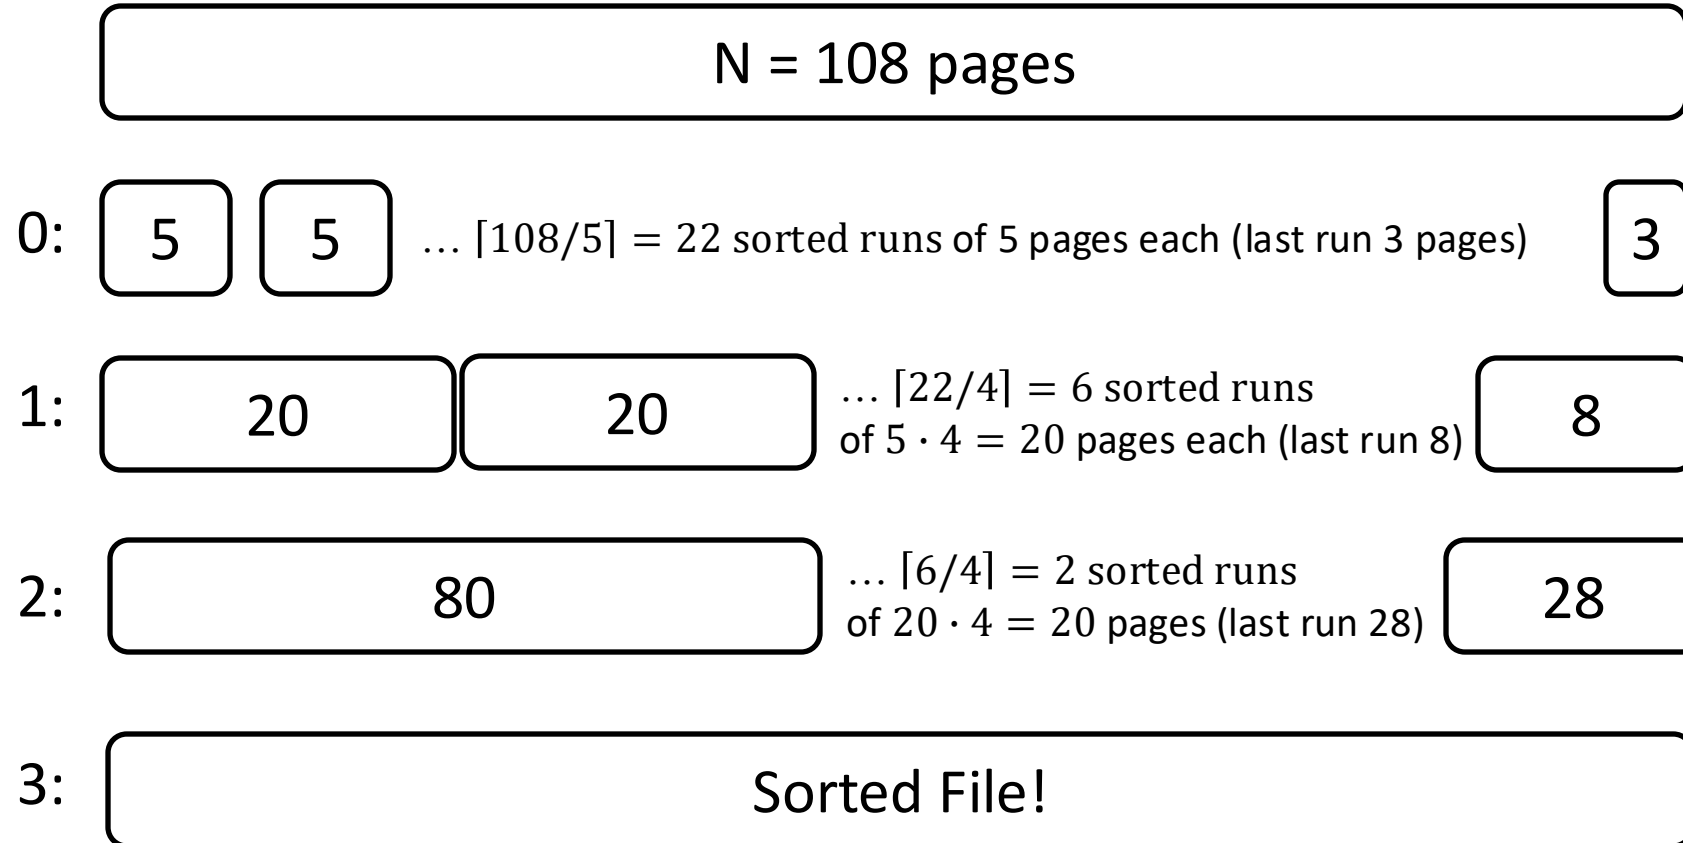 N = 108 pages
0: 5 5 … ⌈108/5⌉ = 22 sorted runs of 5 pages each (last run 3 pages) 3
1: 20 20 … ⌈22/4⌉ = 6 sorted runs
of 5 · 4 = 20 pages each (last run 8) 8
2: 80 … ⌈6/4⌉ = 2 sorted runs
of 20 · 4 = 20 pages (last run 28) 28
3: Sorted File!